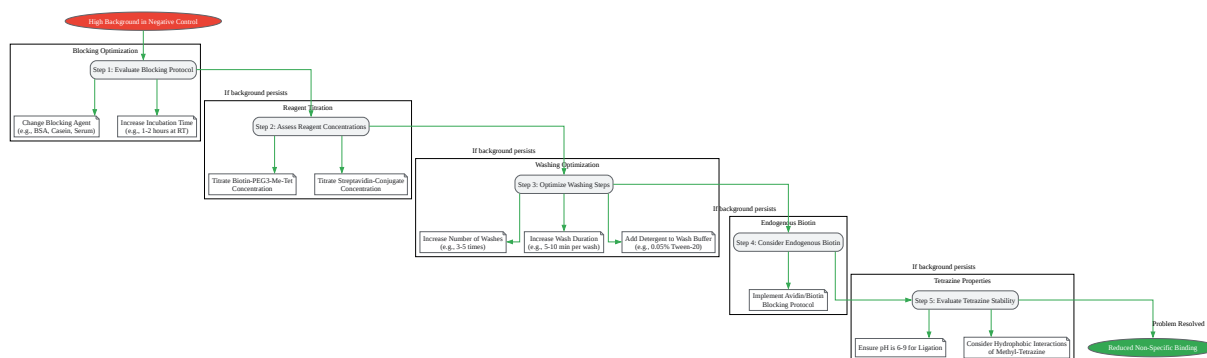 High Background in Negative Control
Blocking Optimization
Step 1: Evaluate Blocking Protocol
Change Blocking Agent
(e.g., BSA, Casein, Serum)
Increase Incubation Time
(e.g., 1-2 hours at RT)
If background persists
Reagent Titration
Step 2: Assess Reagent Concentrations
Titrate Biotin-PEG3-Me-Tet
Concentration
Titrate Streptavidin-Conjugate
Concentration
If background persists
Washing Optimization
Step 3: Optimize Washing Steps
Increase Number of Washes
(e.g., 3-5 times)
Increase Wash Duration
(e.g., 5-10 min per wash)
Add Detergent to Wash Buffer
(e.g., 0.05% Tween-20)
If background persists
Endogenous Biotin
Step 4: Consider Endogenous Biotin
Implement Avidin/Biotin
Blocking Protocol
If background persists
Tetrazine Properties
Step 5: Evaluate Tetrazine Stability
Ensure pH is 6-9 for Ligation
Consider Hydrophobic Interactions
of Methyl-Tetrazine
Problem Resolved
Reduced Non-Specific Binding